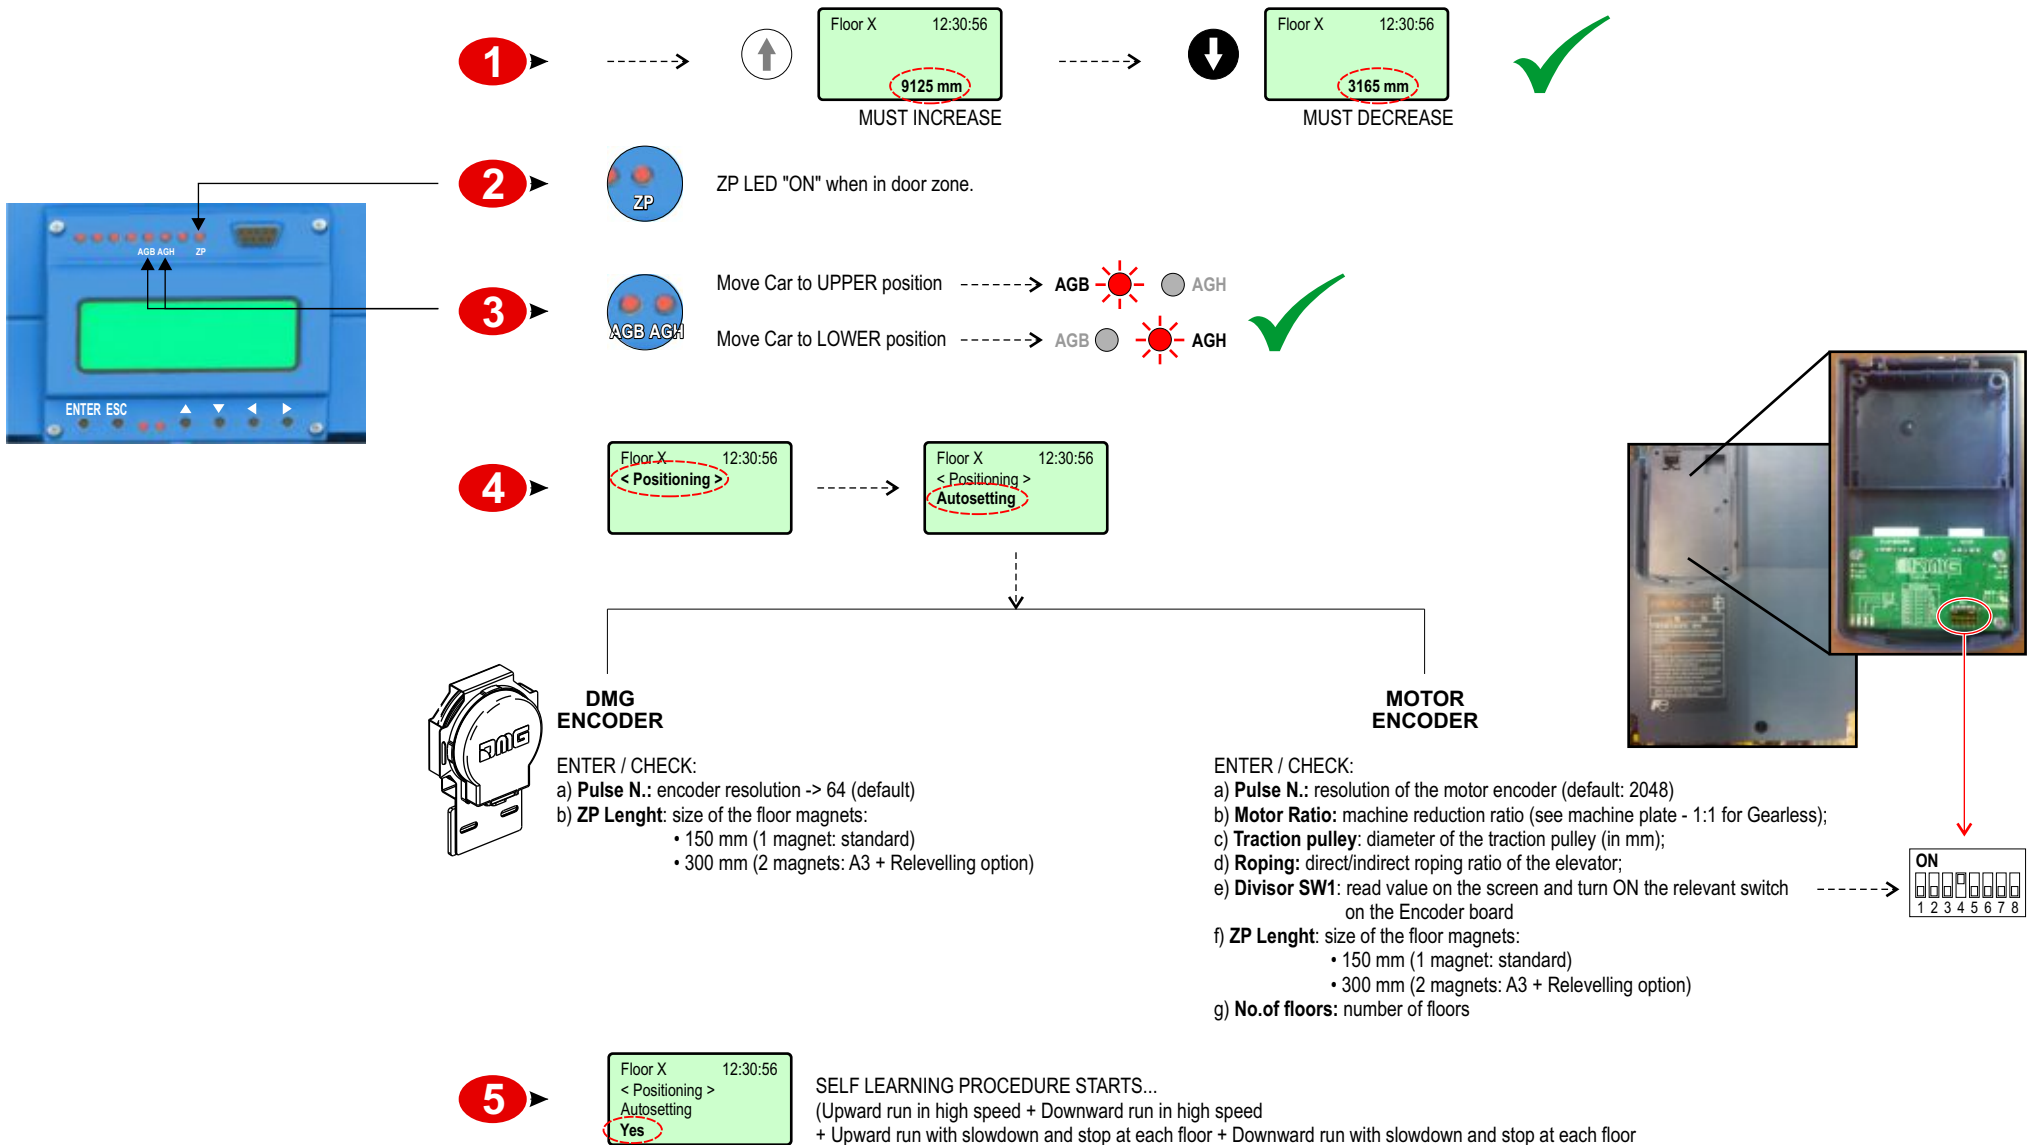 1
Floor X 12:30:56
9125 mm
MUST INCREASE
Floor X 12:30:56
3165 mm
MUST DECREASE
2
ZP
ZP LED "ON" when in door zone.
AGB AGH ZP
ENTER ESC
3
AGB AGH
Move Car to UPPER position
AGB AGH
Move Car to LOWER position
AGB AGH
4
Floor X 12:30:56
< Positioning >
Floor X 12:30:56
< Positioning >
Autosetting
DMG
DMG
ENCODER
ENTER / CHECK:
a) Pulse N.: encoder resolution -> 64 (default)
b) ZP Lenght: size of the floor magnets:
• 150 mm (1 magnet: standard)
• 300 mm (2 magnets: A3 + Relevelling option)
MOTOR
ENCODER
ENTER / CHECK:
a) Pulse N.: resolution of the motor encoder (default: 2048)
b) Motor Ratio: machine reduction ratio (see machine plate - 1:1 for Gearless);
c) Traction pulley: diameter of the traction pulley (in mm);
d) Roping: direct/indirect roping ratio of the elevator;
e) Divisor SW1: read value on the screen and turn ON the relevant switch
on the Encoder board
f) ZP Lenght: size of the floor magnets:
• 150 mm (1 magnet: standard)
• 300 mm (2 magnets: A3 + Relevelling option)
g) No.of floors: number of floors
DMG
ON
1 2 3 4 5 6 7 8
5
Floor X 12:30:56
< Positioning >
Autosetting
Yes
SELF LEARNING PROCEDURE STARTS...
(Upward run in high speed + Downward run in high speed
+ Upward run with slowdown and stop at each floor + Downward run with slowdown and stop at each floor